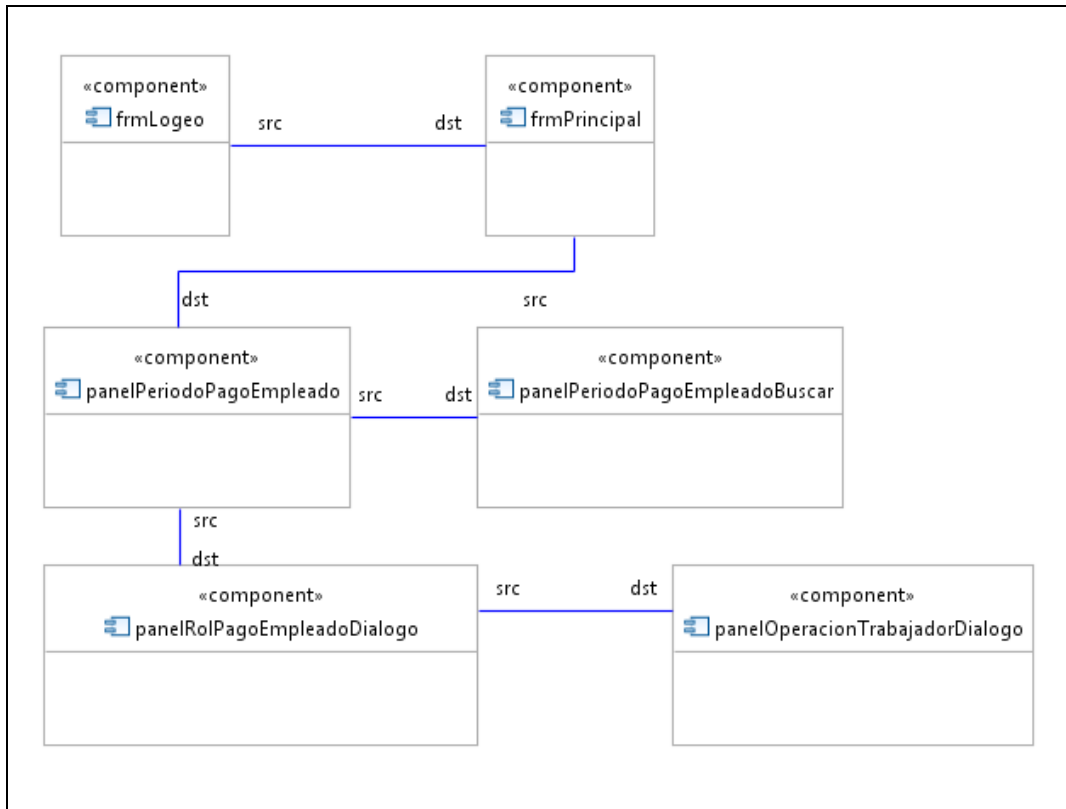 «component»
frmLogeo
src
dst
«component»
frmPrincipal
dst
src
«component»
panelPeriodoPagoEmpleado
src
dst
«component»
panelPeriodoPagoEmpleadoBuscar
src
dst
«component»
panelRolPagoEmpleadoDialogo
src
dst
«component»
panelOperacionTrabajadorDialogo